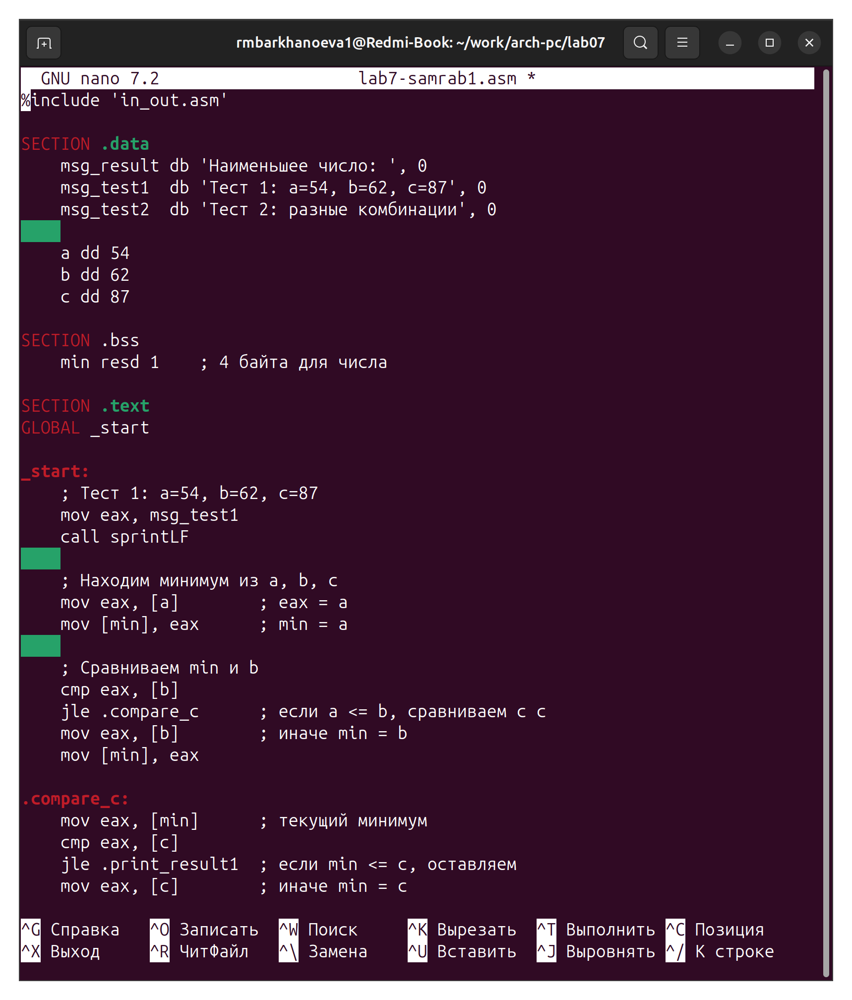 rmbarkhanoeva1@Redmi-Book: ~/work/arch-pc/lab07
GNU nano 7.2 lab7-samrab1.asm *
%include 'in_out.asm'
SECTION .data
msg_result db 'Наименьшее число: ', 0
msg_test1 db 'Тест 1: a=54, b=62, c=87', 0
msg_test2 db 'Тест 2: разные комбинации', 0
a dd 54
b dd 62
c dd 87
SECTION .bss
min resd 1 ; 4 байта для числа
SECTION .text
GLOBAL _start
_start:
; Тест 1: a=54, b=62, c=87
mov eax, msg_test1
call sprintLF
; Находим минимум из a, b, c
mov eax, [a] ; eax = a
mov [min], eax ; min = a
; Сравниваем min и b
cmp eax, [b]
jle .compare_c ; если a <= b, сравниваем с c
mov eax, [b] ; иначе min = b
mov [min], eax
.compare_c:
mov eax, [min] ; текущий минимум
cmp eax, [c]
jle .print_result1 ; если min <= c, оставляем
mov eax, [c] ; иначе min = c
^G Справка ^O Записать ^W Поиск ^K Вырезать ^T Выполнить ^C Позиция
^X Выход ^R ЧитФайл ^\ Замена ^U Вставить ^J Выровнять ^/ К строке